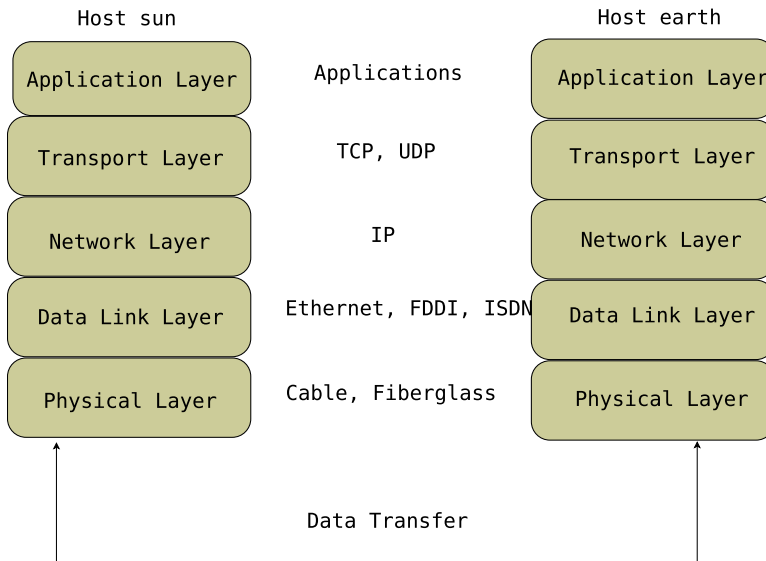 Host sun
Host earth
Application Layer
Applications
Application Layer
Transport Layer
TCP, UDP
Transport Layer
Network Layer
IP
Network Layer
Data Link Layer
Ethernet, FDDI, ISDN
Data Link Layer
Physical Layer
Cable, Fiberglass
Physical Layer
Data Transfer